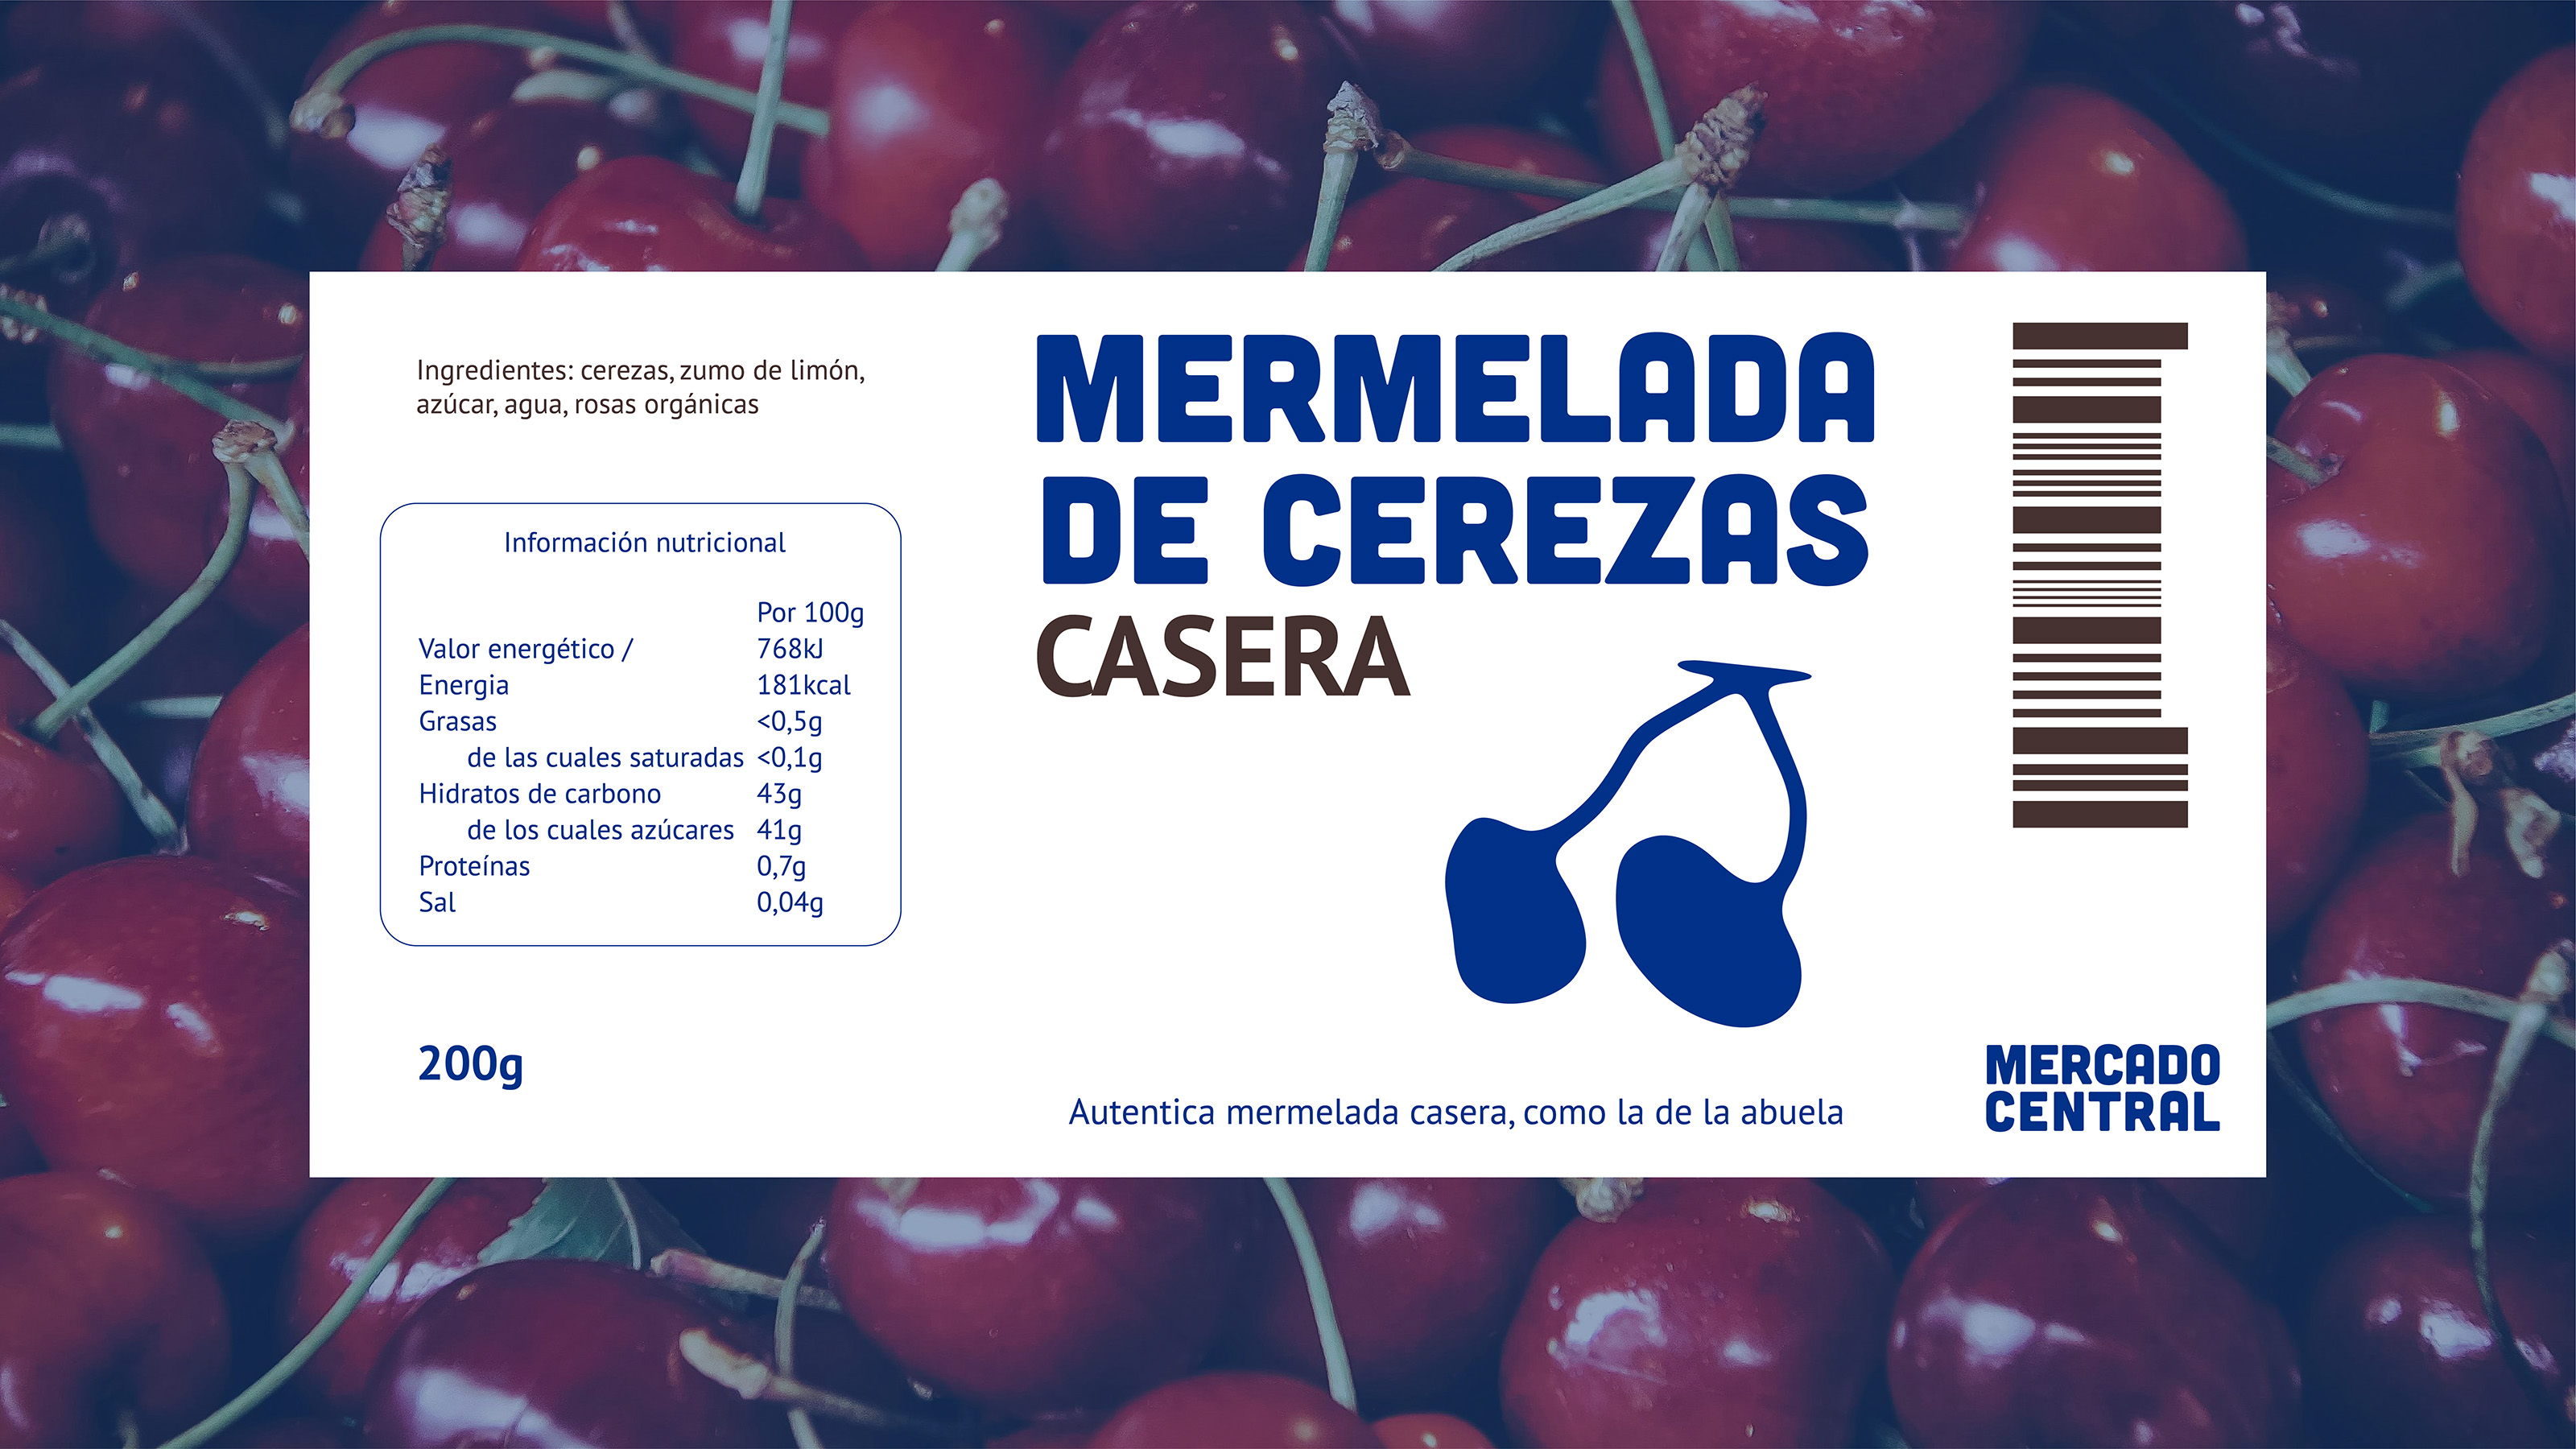 Ingredientes: cerezas, zumo de limón,
azúcar, agua, rosas orgánicas
Información nutricional
Por 100g
Valor energético / 768kJ
Energia 181kcal
Grasas <0,5g
de las cuales saturadas <0,1g
Hidratos de carbono 43g
de los cuales azúcares 41g
Proteínas 0,7g
Sal 0,04g
200g
MERMELADA
DE CEREZAS
CASERA
Autentica mermelada casera, como la de la abuela
MERCADO
CENTRAL